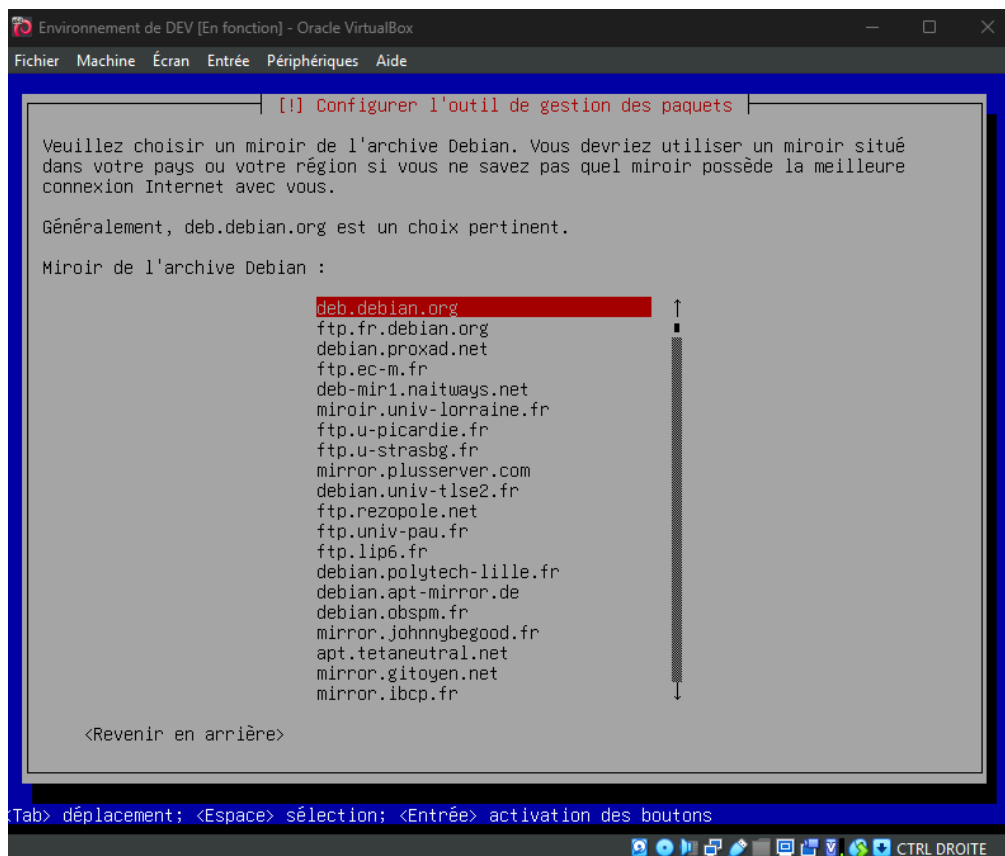 Environnement de DEV [En fonction] - Oracle VirtualBox
Fichier Machine Écran Entrée Périphériques Aide
[!] Configurer l'outil de gestion des paquets
Veuillez choisir un miroir de l'archive Debian. Vous devriez utiliser un miroir situé
dans votre pays ou votre région si vous ne savez pas quel miroir possède la meilleure
connexion Internet avec vous.
Généralement, deb.debian.org est un choix pertinent.
Miroir de l'archive Debian :
deb.debian.org
ftp.fr.debian.org
debian.proxad.net
ftp.ec-m.fr
deb-mir1.naitways.net
miroir.univ-lorraine.fr
ftp.u-picardie.fr
ftp.u-strasbg.fr
mirror.plusserver.com
debian.univ-tlse2.fr
ftp.rezopole.net
ftp.univ-pau.fr
ftp.lip6.fr
debian.polytech-lille.fr
debian.apt-mirror.de
debian.obspm.fr
mirror.johnnybegood.fr
apt.tetaneutral.net
mirror.gitoyen.net
mirror.ibcp.fr
<Revenir en arrière>
<Tab> déplacement; <Espace> sélection; <Entrée> activation des boutons
CTRL DROITE